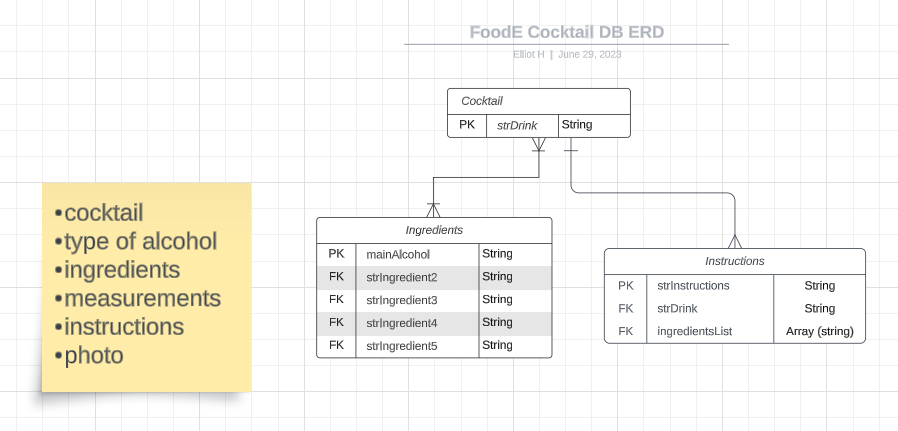 FoodE Cocktail DB ERD
Elliot H | June 29, 2023
Cocktail
PK strDrink String
•cocktail
•type of alcohol
•ingredients
•measurements
•instructions
•photo
Ingredients
PK mainAlcohol String
FK strIngredient2 String
FK strIngredient3 String
FK strIngredient4 String
FK strIngredient5 String
Instructions
PK strInstructions String
FK strDrink String
FK ingredientsList Array (string)